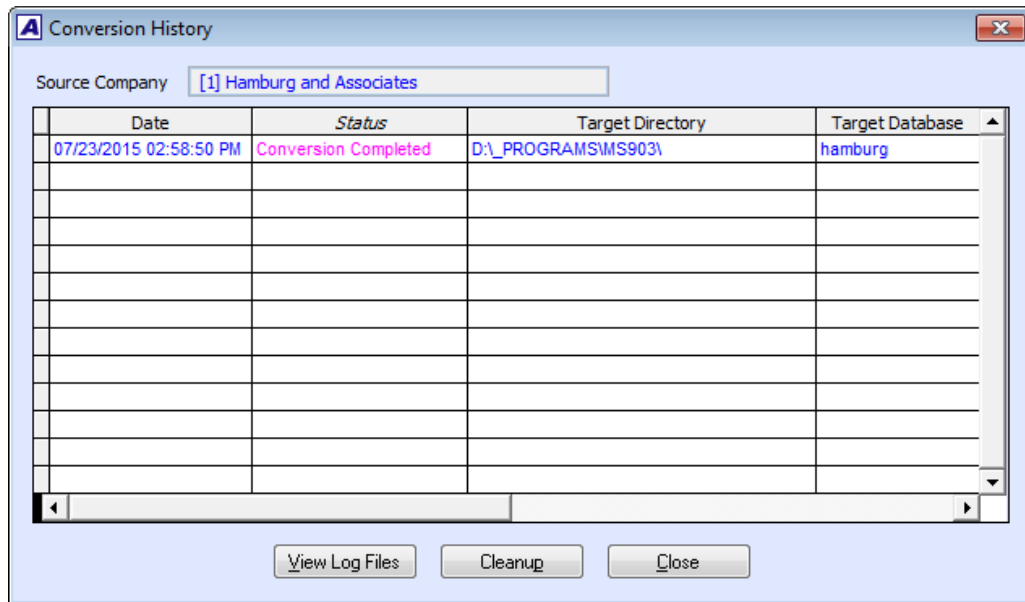 A Conversion History
Source Company [1] Hamburg and Associates
Date Status Target Directory Target Database
07/23/2015 02:58:50 PM Conversion Completed D:\_PROGRAMS\MS903\ hamburg
View Log Files Cleanup Close